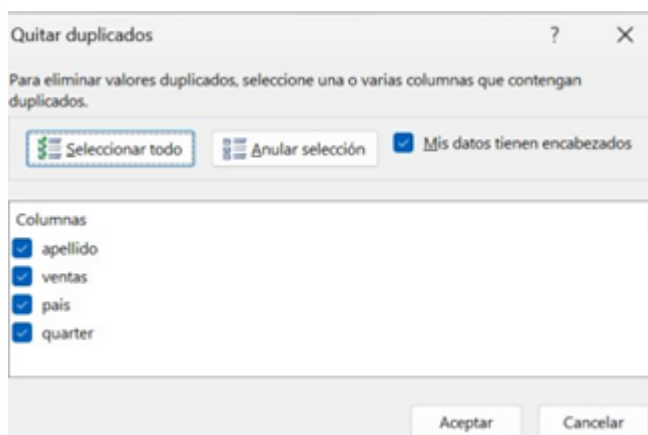 Quitar duplicados ? ×
Para eliminar valores duplicados, seleccione una o varias columnas que contengan
duplicados.
Seleccionar todo Anular selección Mis datos tienen encabezados
Columnas
apellido
ventas
pais
quarter
Aceptar Cancelar